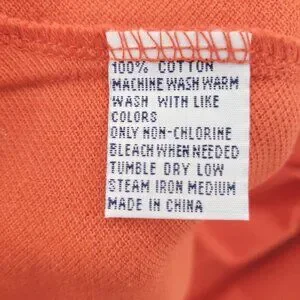 100% COTTON
MACHINE WASH WARM
WASH WITH LIKE
COLORS
ONLY NON-CHLORINE
BLEACH WHEN NEEDED
TUMBLE DRY LOW
STEAM IRON MEDIUM
MADE IN CHINA